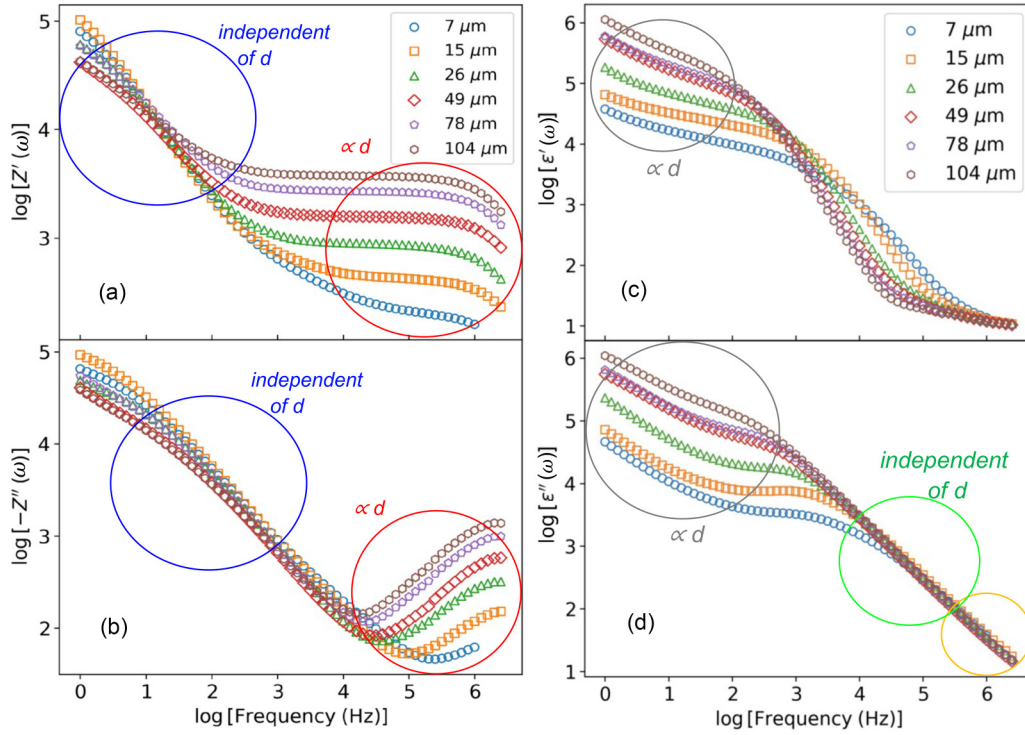 independent
of d
7 μm
15 μm
26 μm
49 μm
78 μm
104 μm
∝ d
(a)
log [Z′ (ω)]
5
4
3
independent
of d
∝ d
(b)
log [−Z″ (ω)]
5
4
3
2
0 1 2 3 4 5 6
log [Frequency (Hz)]
7 μm
15 μm
26 μm
49 μm
78 μm
104 μm
∝ d
(c)
log [ε′ (ω)]
6
5
4
3
2
1
independent
of d
∝ d
(d)
log [ε″ (ω)]
6
5
4
3
2
1
0 1 2 3 4 5 6
log [Frequency (Hz)]